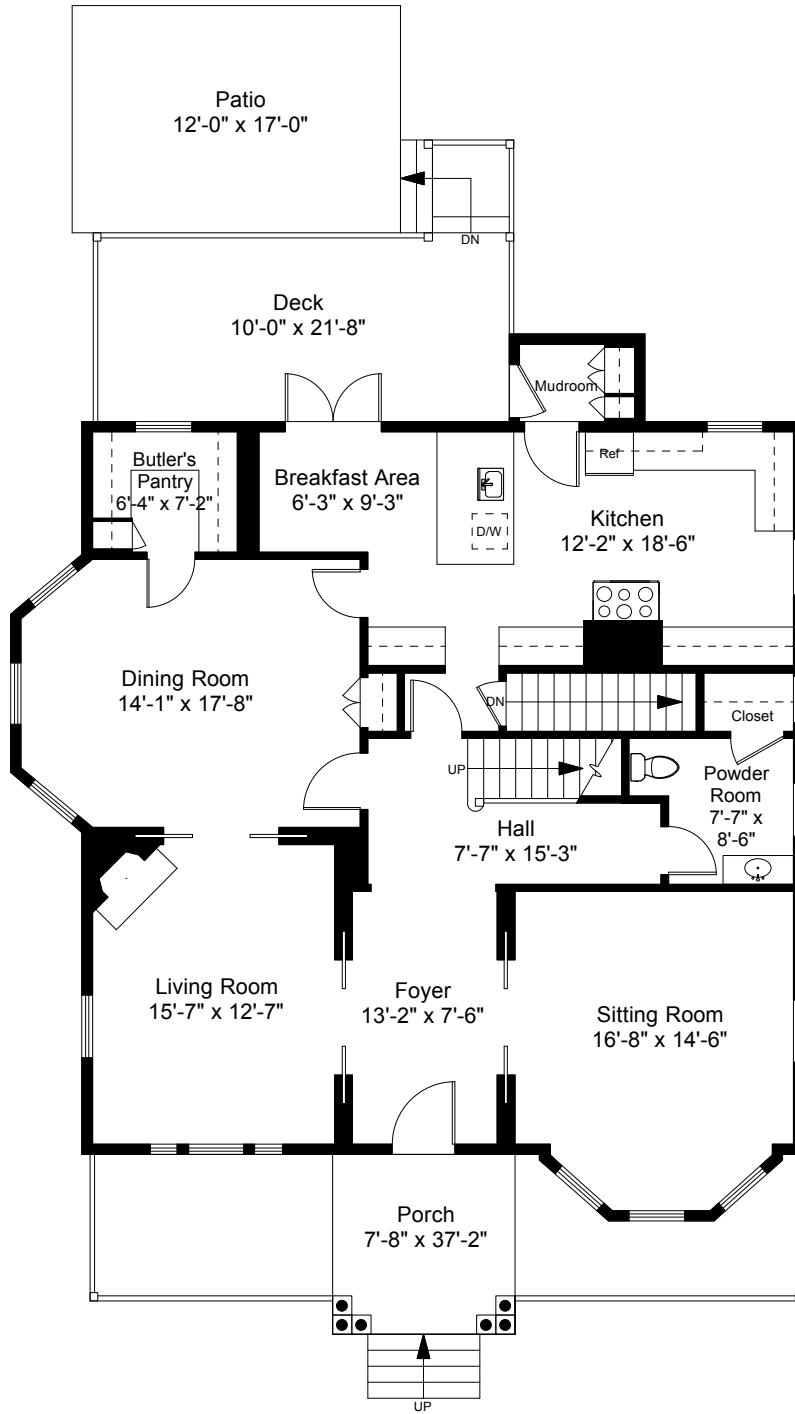 Patio
12'-0" x 17'-0"
DN
Deck
10'-0" x 21'-8"
Mudroom
Butler's
Pantry
6'-4" x 7'-2"
Breakfast Area
6'-3" x 9'-3"
Ref
D/W
Kitchen
12'-2" x 18'-6"
Dining Room
14'-1" x 17'-8"
DN
Closet
UP
Powder
Room
7'-7" x
8'-6"
Hall
7'-7" x 15'-3"
Living Room
15'-7" x 12'-7"
Foyer
13'-2" x 7'-6"
Sitting Room
16'-8" x 14'-6"
Porch
7'-8" x 37'-2"
UP